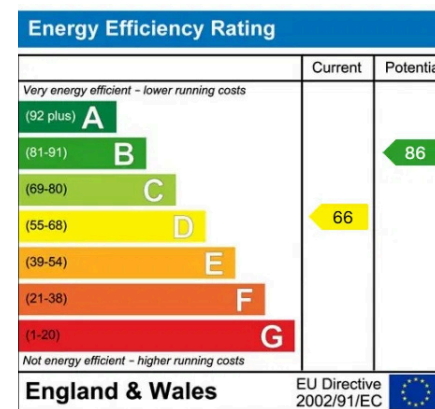 Energy Efficiency Rating
Current Potentia
Very energy efficient – lower running costs
(92 plus) A
(81-91) B 86
(69-80) C
(55-68) D 66
(39-54) E
(21-38) F
(1-20) G
Not energy efficient – higher running costs
England & Wales EU Directive
2002/91/EC